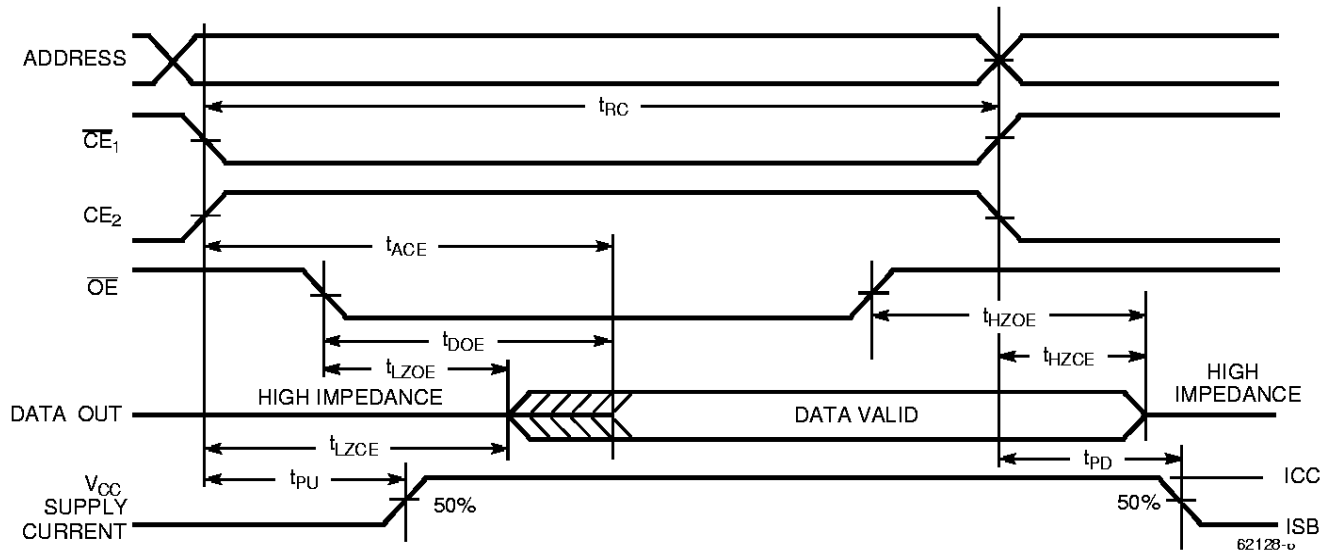 ADDRESS
tRC
CE1
CE2
tACE
OE
tHZOE
tDOE
tHZCE
tLZOE
HIGH IMPEDANCE
HIGH
IMPEDANCE
DATA OUT
DATA VALID
tLZCE
tPD
tPU
VCC
SUPPLY
CURRENT
50%
50%
ICC
ISB